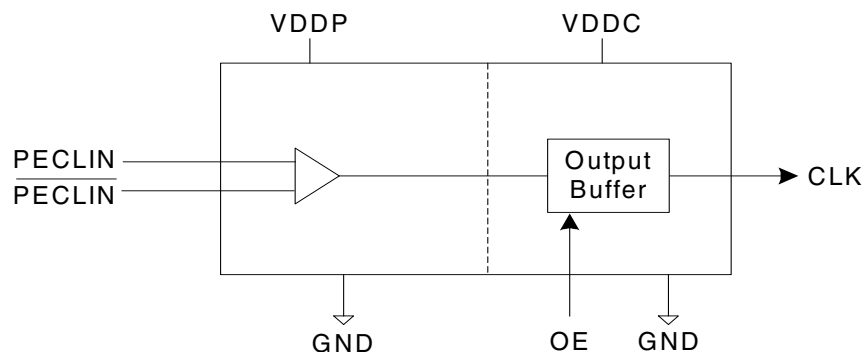 VDDP
VDDC
PECLIN
PECLIN
Output
Buffer
CLK
GND
OE
GND